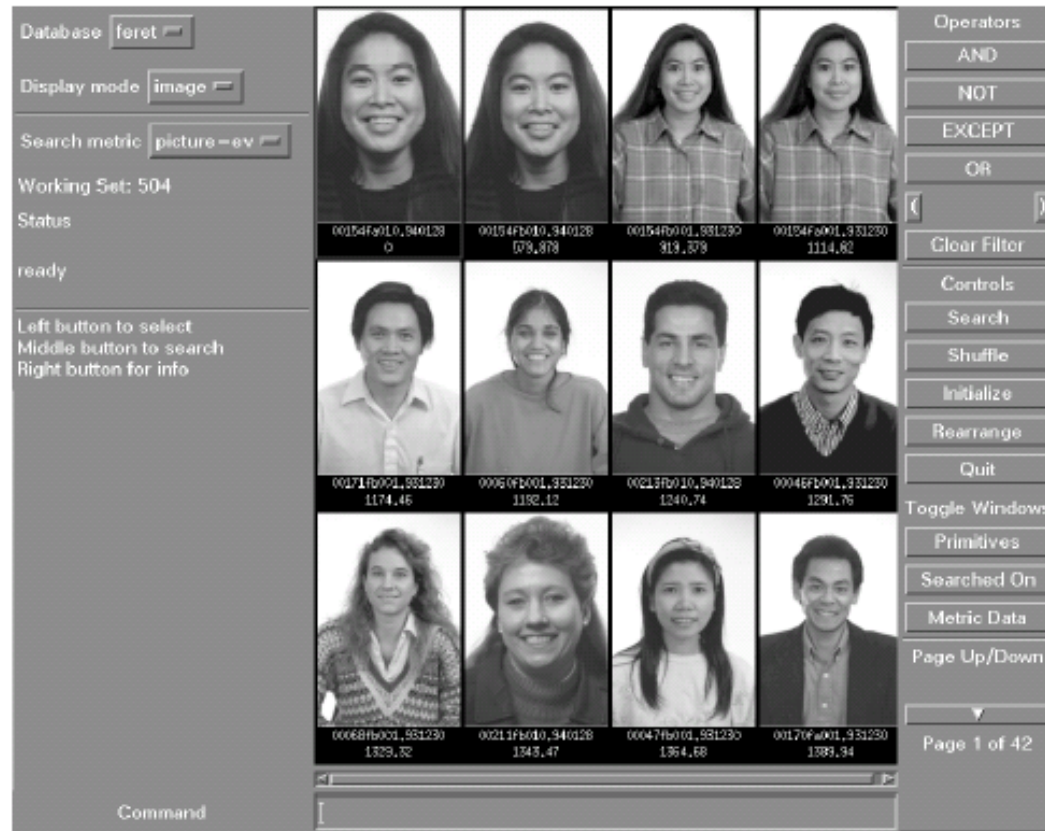 Database feret
Display mode image
Search metric picture-ev
Working Set: 504
Status
ready
Left button to select
Middle button to search
Right button for info
00154fa010.940128
0
00154fb010.940128
579.878
00154fb001.931230
919.379
00154fa001.931230
1114.62
00171fb001.931230
1174.46
00060fb001.931230
1192.12
00213fb010.940128
1240.74
00046fb001.931230
1291.76
00068fb001.931230
1329.32
00211fb010.940128
1343.47
00047fb001.931230
1364.68
00170fa001.931230
1389.94
Operators
AND
NOT
EXCEPT
OR
( )
Clear Filter
Controls
Search
Shuffle
Initialize
Rearrange
Quit
Toggle Windows
Primitives
Searched On
Metric Data
Page Up/Down
Page 1 of 42
Command